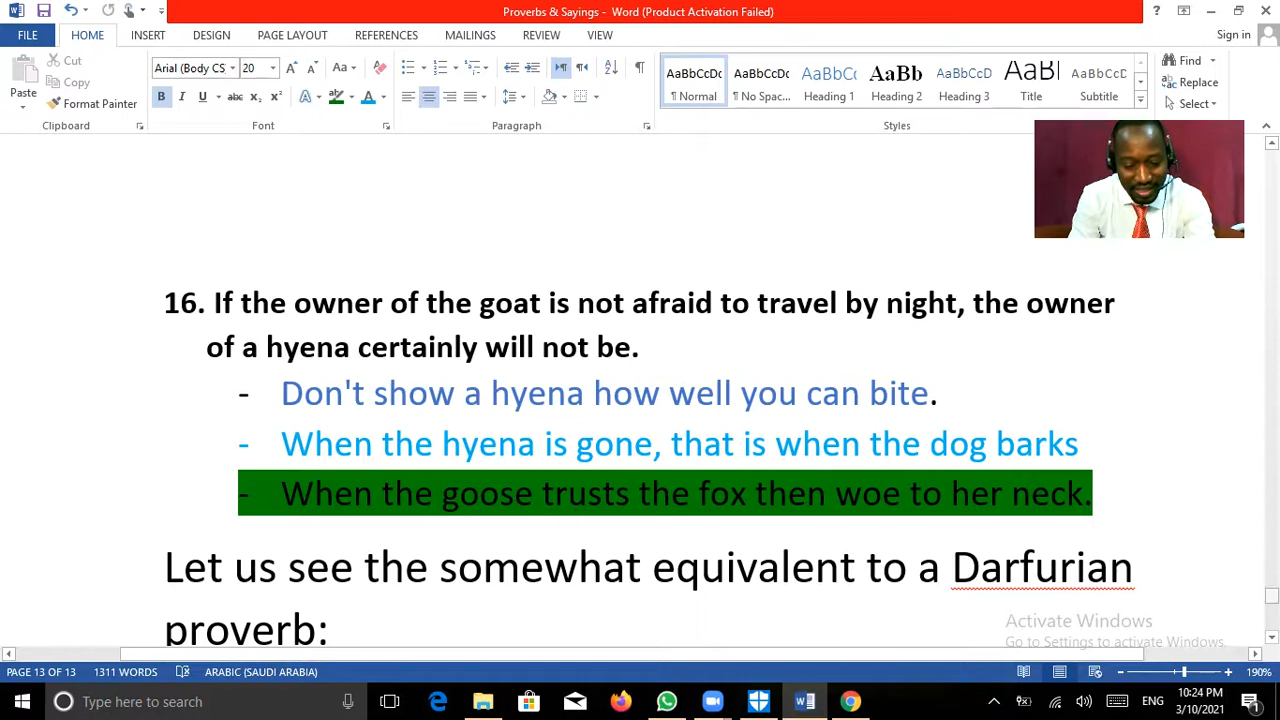 Proverbs & Sayings - Word (Product Activation Failed)
FILE HOME INSERT DESIGN PAGE LAYOUT REFERENCES MAILINGS REVIEW VIEW Sign in
Paste Cut Copy Format Painter
Arial (Body CS) 20 Aa
B I U abc x₂ x² A A
AaBbCcDc AaBbCcDc AaBbC AaBb AaBbCcD AaB AaBbCcD
¶ Normal ¶ No Spac... Heading 1 Heading 2 Heading 3 Title Subtitle
Find
Replace
Select
Clipboard Font Paragraph Styles
16. If the owner of the goat is not afraid to travel by night, the owner
of a hyena certainly will not be.
- Don't show a hyena how well you can bite.
- When the hyena is gone, that is when the dog barks
- When the goose trusts the fox then woe to her neck.
Let us see the somewhat equivalent to a Darfurian
proverb:
Activate Windows
Go to Settings to activate Windows.
PAGE 13 OF 13 1311 WORDS ARABIC (SAUDI ARABIA) 190%
Type here to search ENG 10:24 PM
3/10/2021